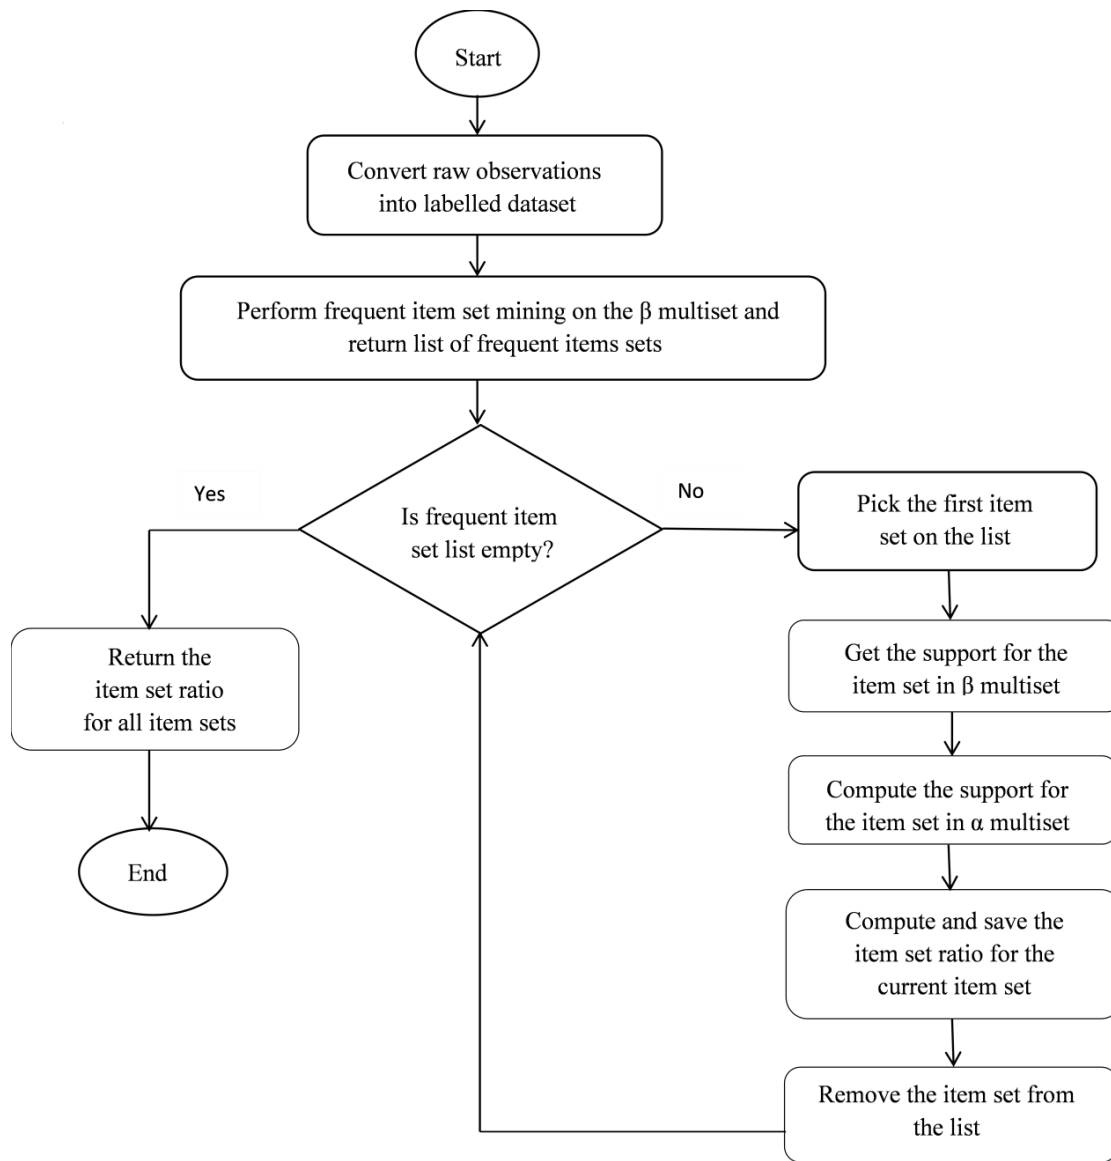 Start
Convert raw observations
into labelled dataset
Perform frequent item set mining on the β multiset and
return list of frequent items sets
Yes
No
Is frequent item
set list empty?
Pick the first item
set on the list
Return the
item set ratio
for all item sets
Get the support for the
item set in β multiset
Compute the support for
the item set in α multiset
End
Compute and save the
item set ratio for the
current item set
Remove the item set from
the list